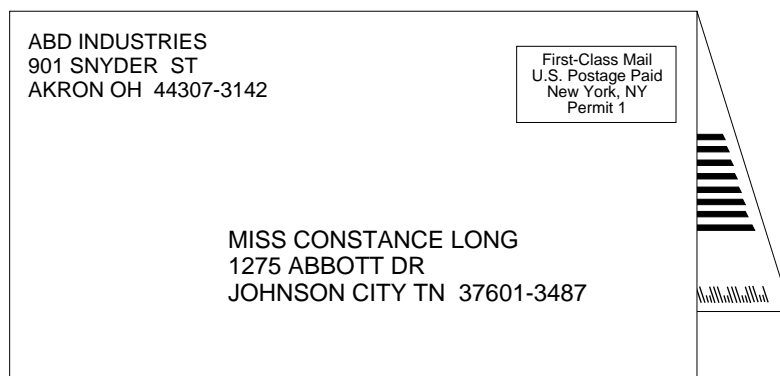 ABD INDUSTRIES
901 SNYDER ST
AKRON OH 44307-3142
First-Class Mail
U.S. Postage Paid
New York, NY
Permit 1
MISS CONSTANCE LONG
1275 ABBOTT DR
JOHNSON CITY TN 37601-3487